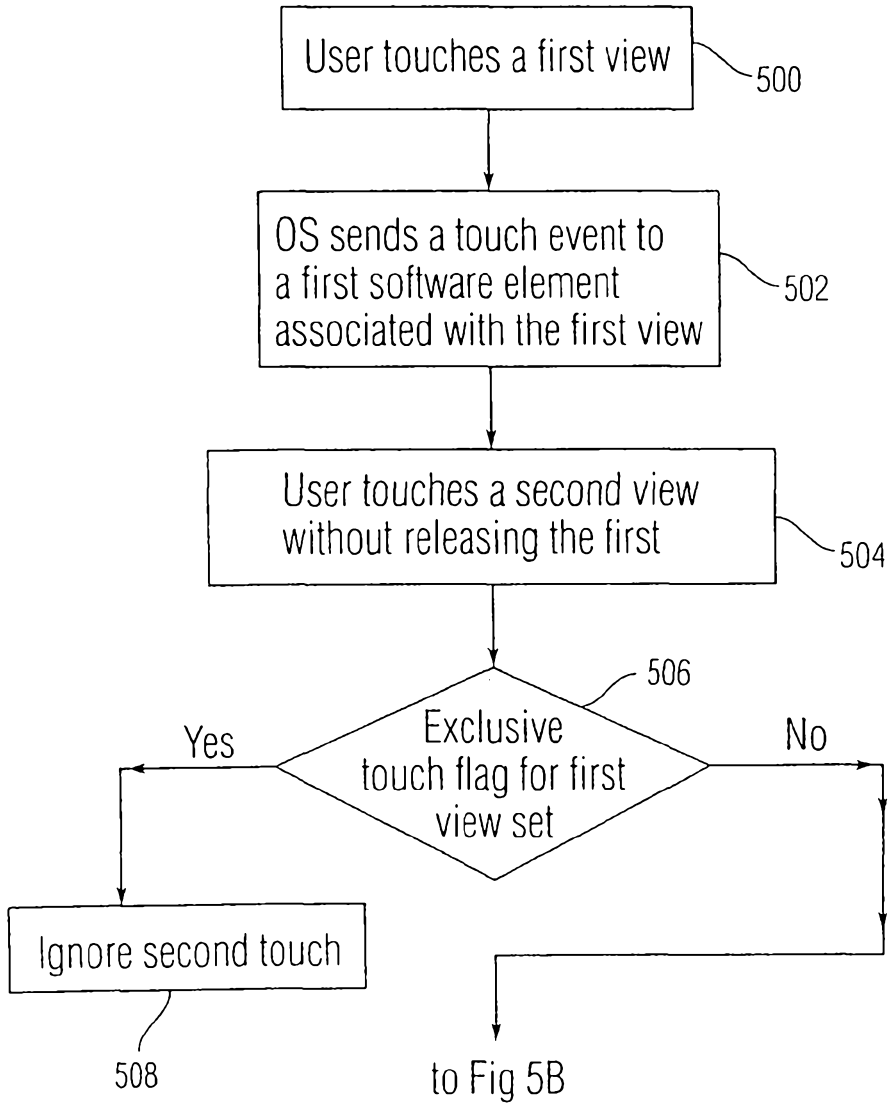 User touches a first view
500
OS sends a touch event to
a first software element
associated with the first view
502
User touches a second view
without releasing the first
504
506
Exclusive
touch flag for first
view set
Yes
No
Ignore second touch
508
to Fig 5B